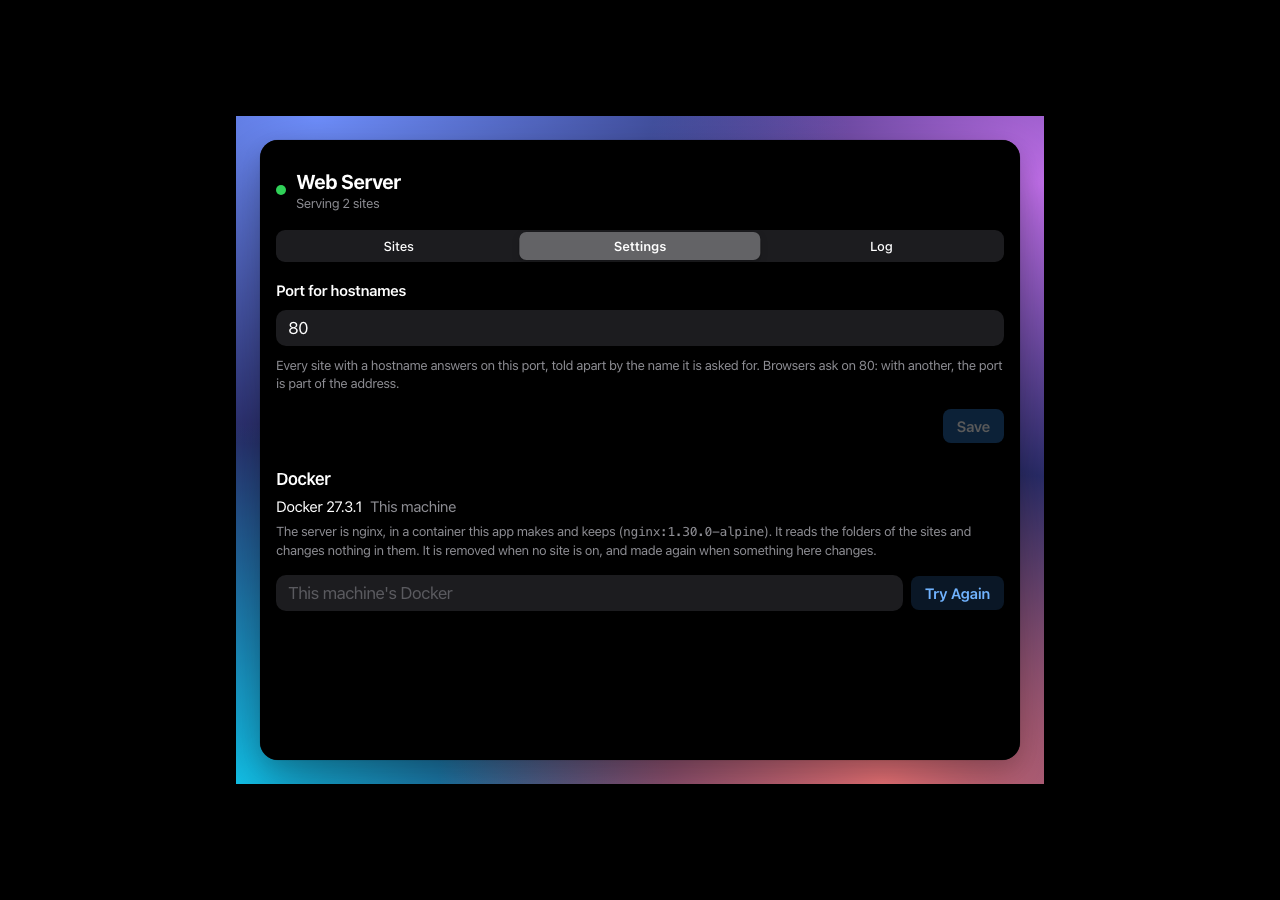 Web Server
Serving 2 sites
Sites
Settings
Log
Port for hostnames
80
Every site with a hostname answers on this port, told apart by the name it is asked for. Browsers ask on 80: with another, the port
is part of the address.
Save
Docker
Docker 27.3.1 This machine
The server is nginx, in a container this app makes and keeps (nginx:1.30.0-alpine). It reads the folders of the sites and
changes nothing in them. It is removed when no site is on, and made again when something here changes.
This machine's Docker
Try Again